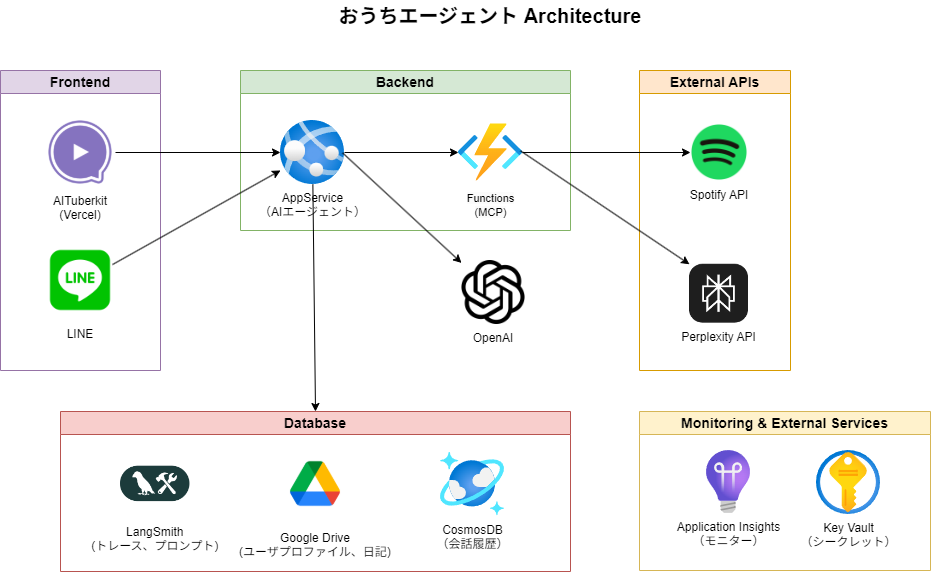 おうちエージェント Architecture
Frontend
Backend
External APIs
AITuberkit
(Vercel)
LINE
LINE
AppService
（AIエージェント）
Functions
(MCP)
OpenAI
Spotify API
Perplexity API
Database
LangSmith
(トレース、プロンプト)
Google Drive
(ユーザプロファイル、日記)
CosmosDB
（会話履歴）
Monitoring & External Services
Application Insights
（モニター）
Key Vault
（シークレット）